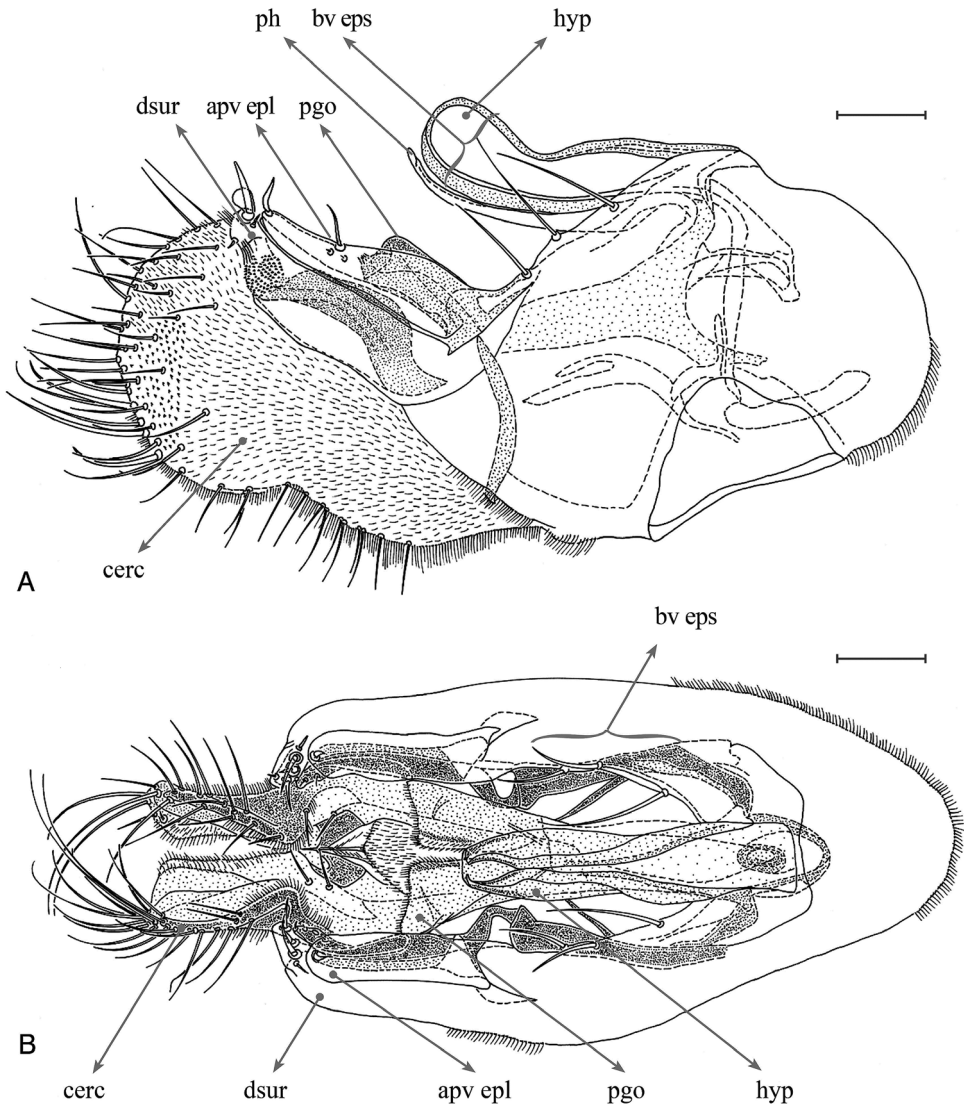 ph bv eps hyp
dsur apv epl pgo
cerc
A
bv eps
B
cerc dsur apv epl pgo hyp